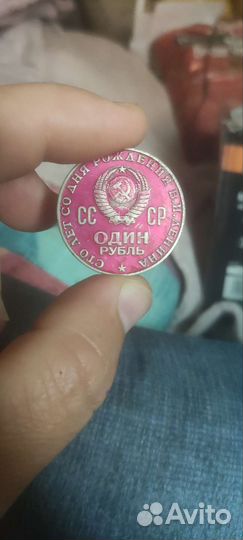 СТО ЛЕТ СО ДНЯ РОЖДЕНИЯ В.И.ЛЕНИНА
СС СР
ОДИН
РУБЛЬ
Avito